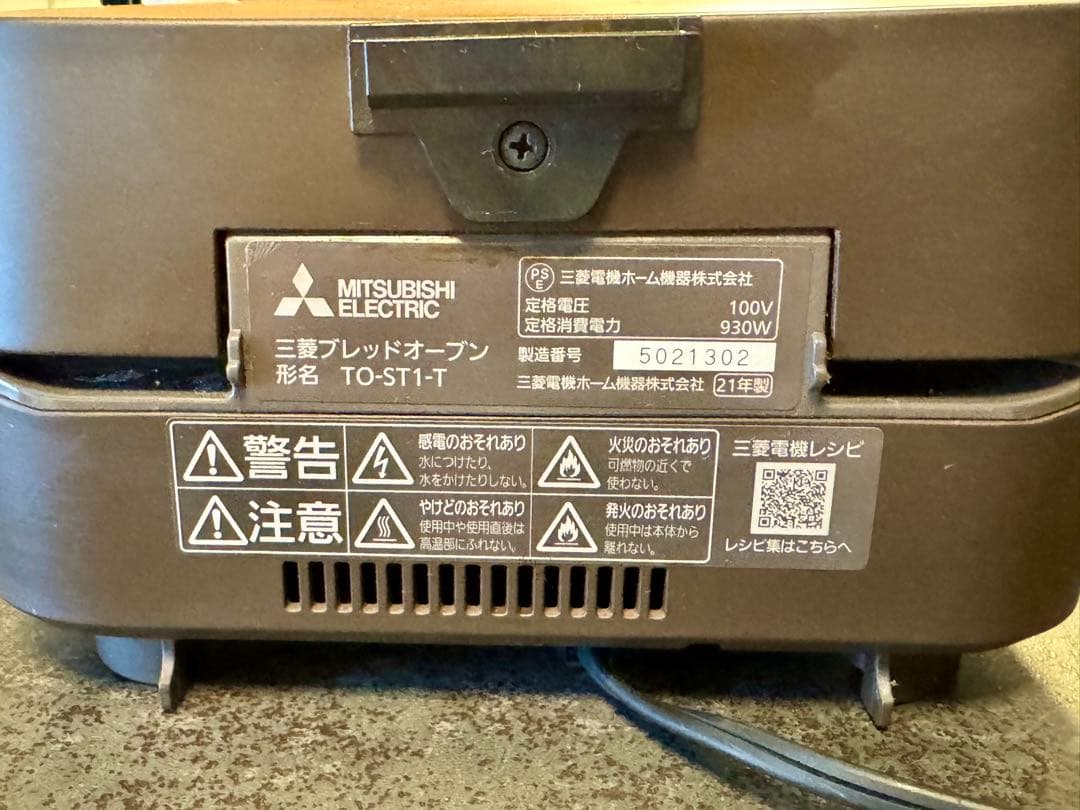 MITSUBISHI
ELECTRIC
三菱ブレッドオーブン
形名 TO-ST1-T
PSE 三菱電機ホーム機器株式会社
定格電圧 100V
定格消費電力 930W
製造番号 5021302
三菱電機ホーム機器株式会社 21年製
警告
感電のおそれあり
水につけたり、
水をかけたりしない。
火災のおそれあり
可燃物の近くで
使わない。
注意
やけどのおそれあり
使用中や使用直後は
高温部にふれない。
発火のおそれあり
使用中は本体から
離れない。
三菱電機レシピ
レシピ集はこちらへ